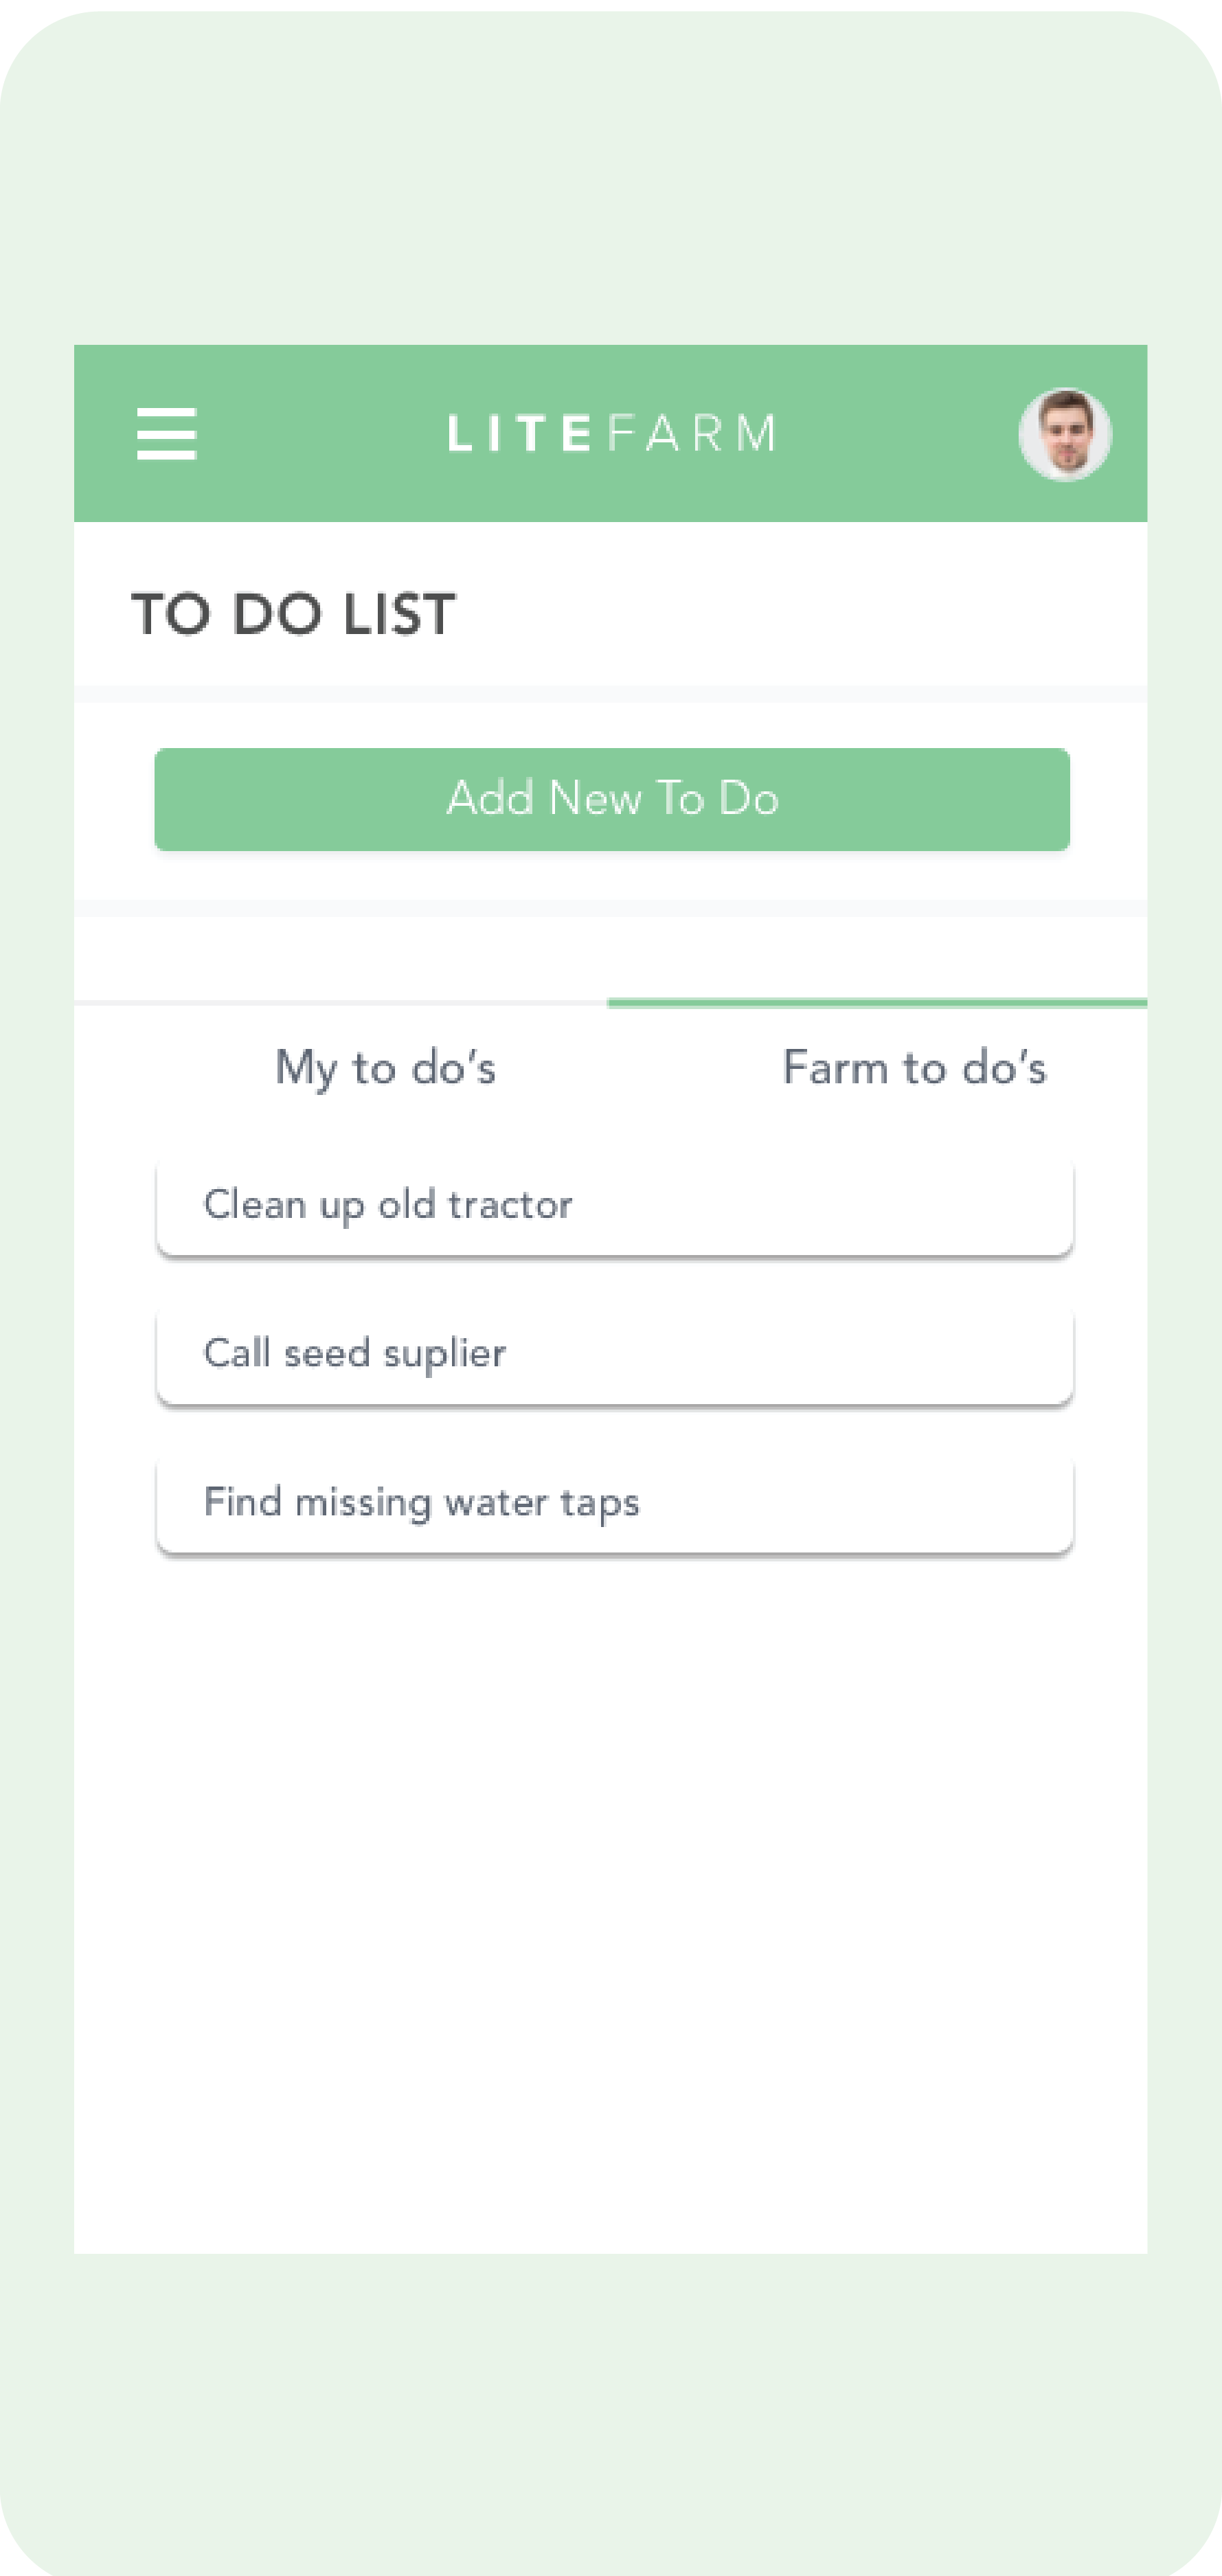 LITEFARM
TO DO LIST
Add New To Do
My to do’s Farm to do’s
Clean up old tractor
Call seed suplier
Find missing water taps